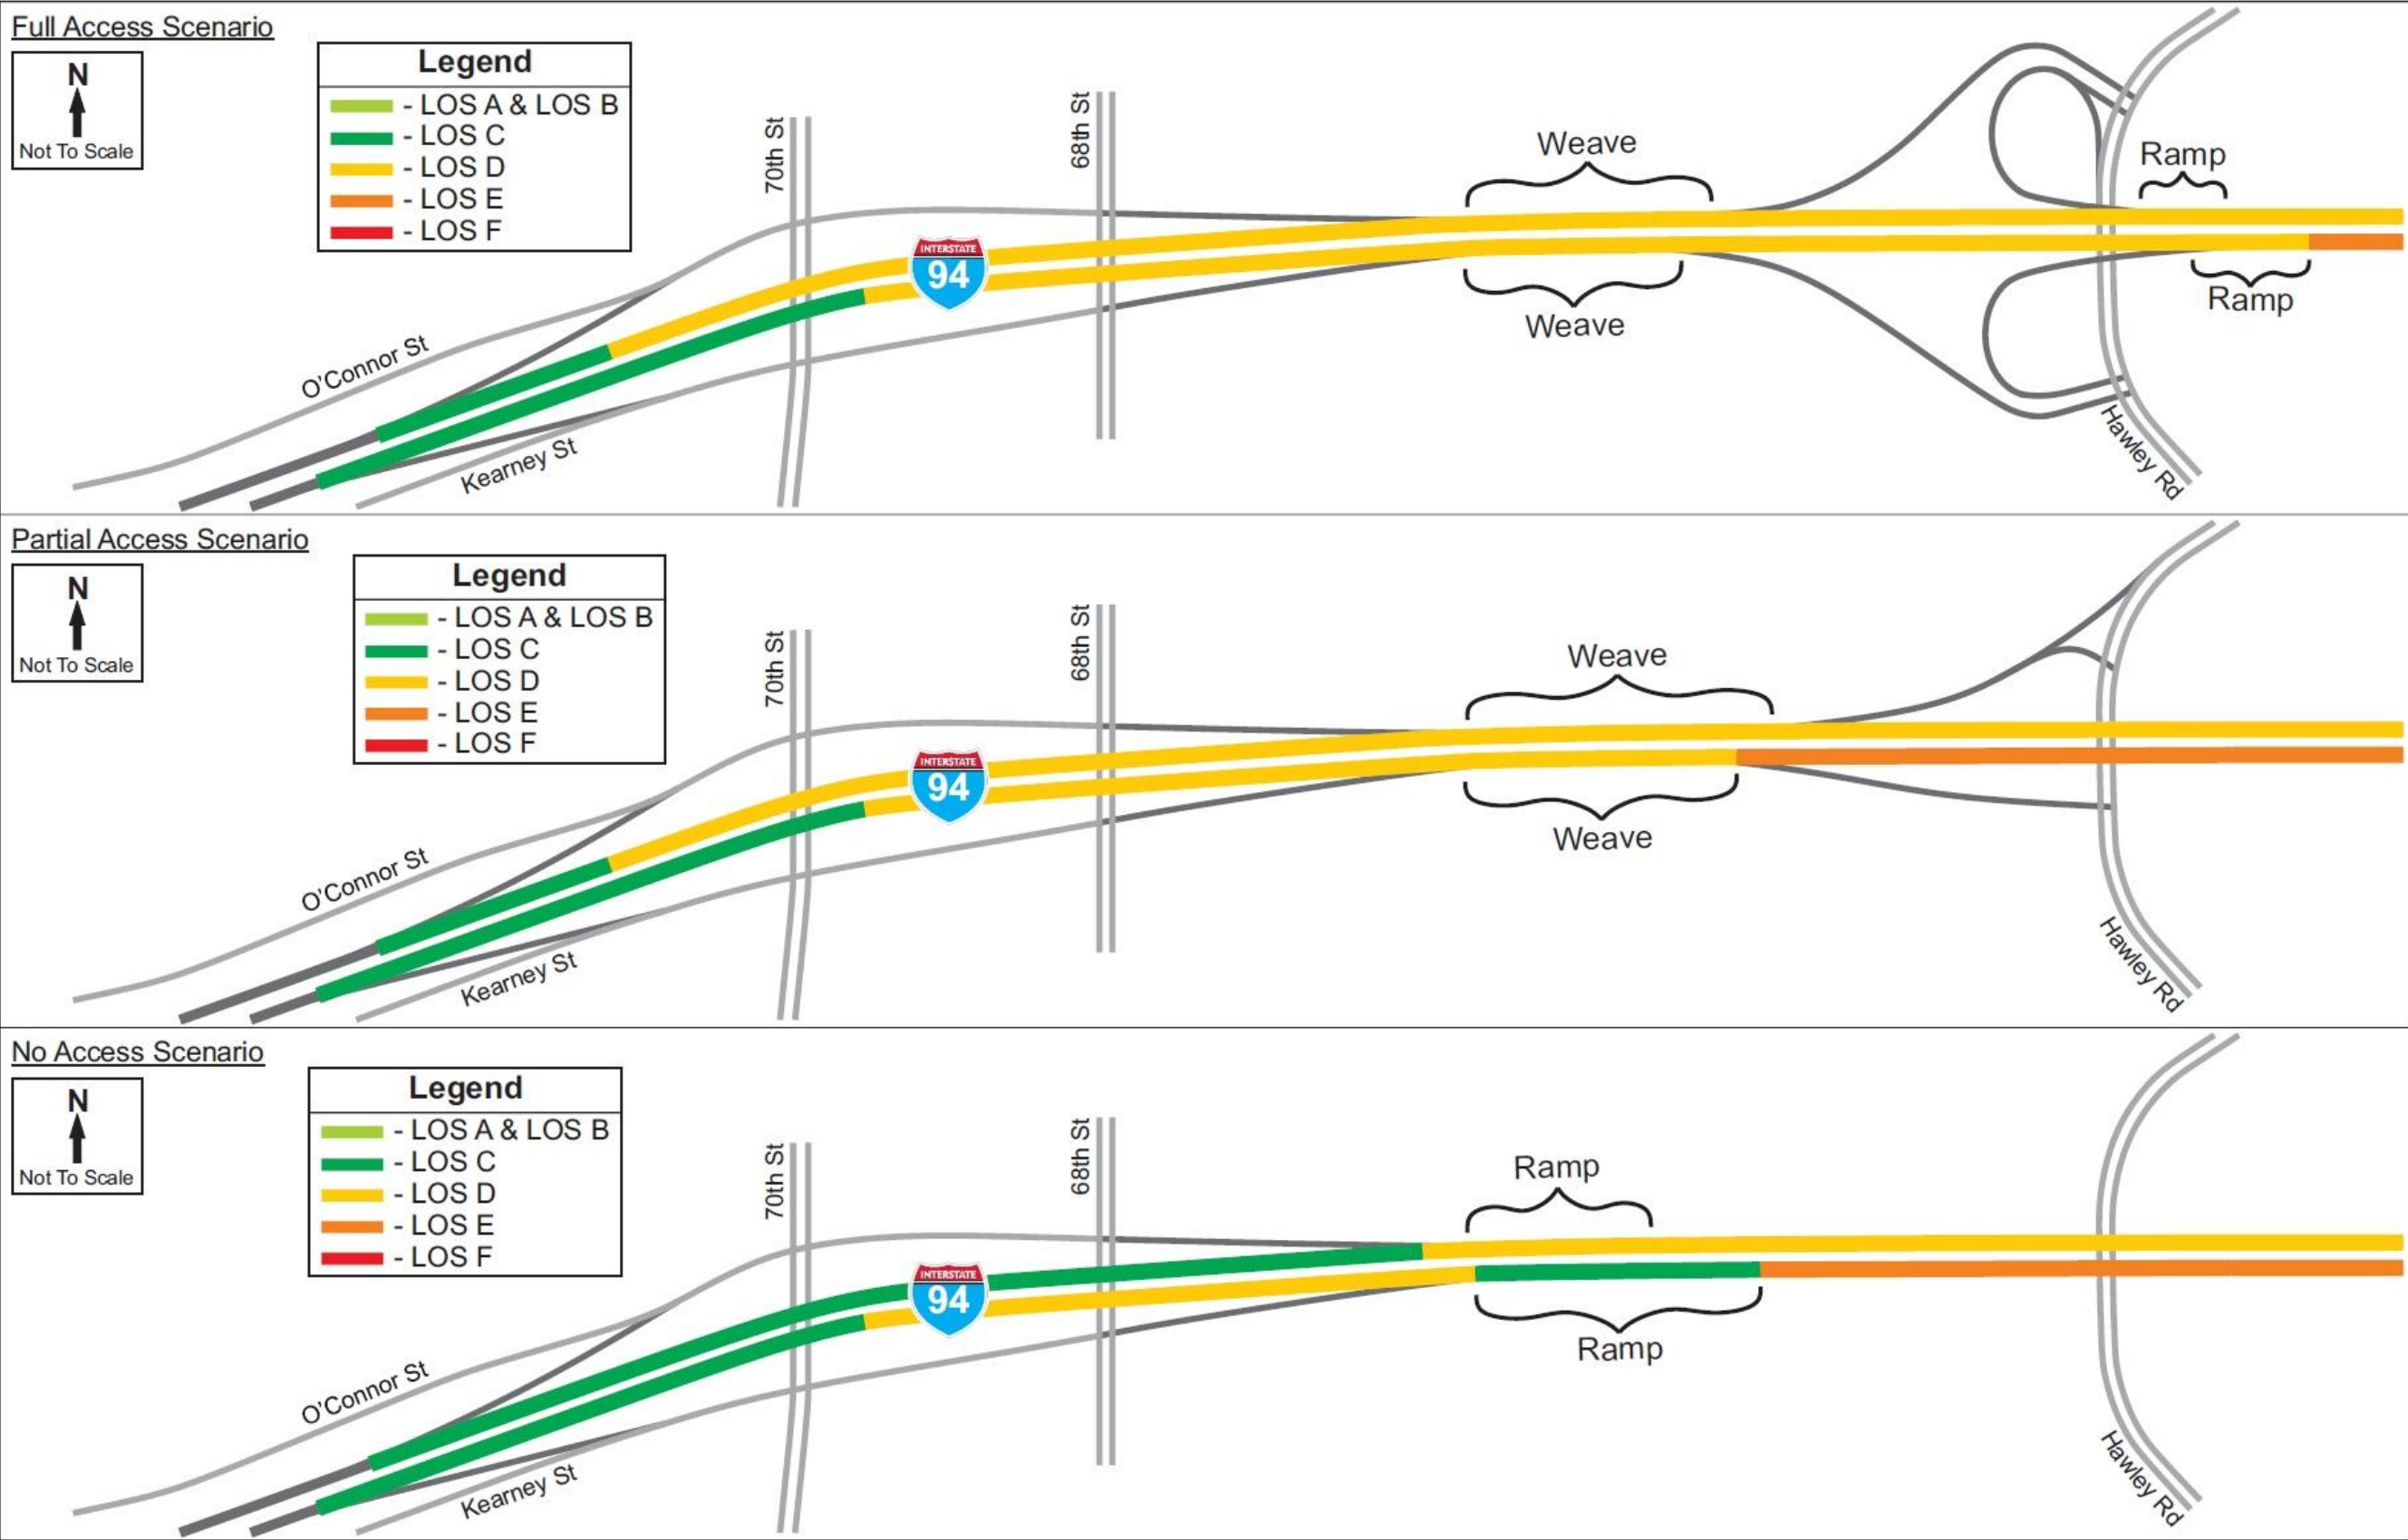 Full Access Scenario
N
Not To Scale
Legend
- LOS A & LOS B
- LOS C
- LOS D
- LOS E
- LOS F
70th St
68th St
Weave
Ramp
INTERSTATE
94
Weave
Ramp
O'Connor St
Kearney St
Hawley Rd
Partial Access Scenario
N
Not To Scale
Legend
- LOS A & LOS B
- LOS C
- LOS D
- LOS E
- LOS F
70th St
68th St
Weave
INTERSTATE
94
Weave
O'Connor St
Kearney St
Hawley Rd
No Access Scenario
N
Not To Scale
Legend
- LOS A & LOS B
- LOS C
- LOS D
- LOS E
- LOS F
70th St
68th St
Ramp
INTERSTATE
94
Ramp
O'Connor St
Kearney St
Hawley Rd